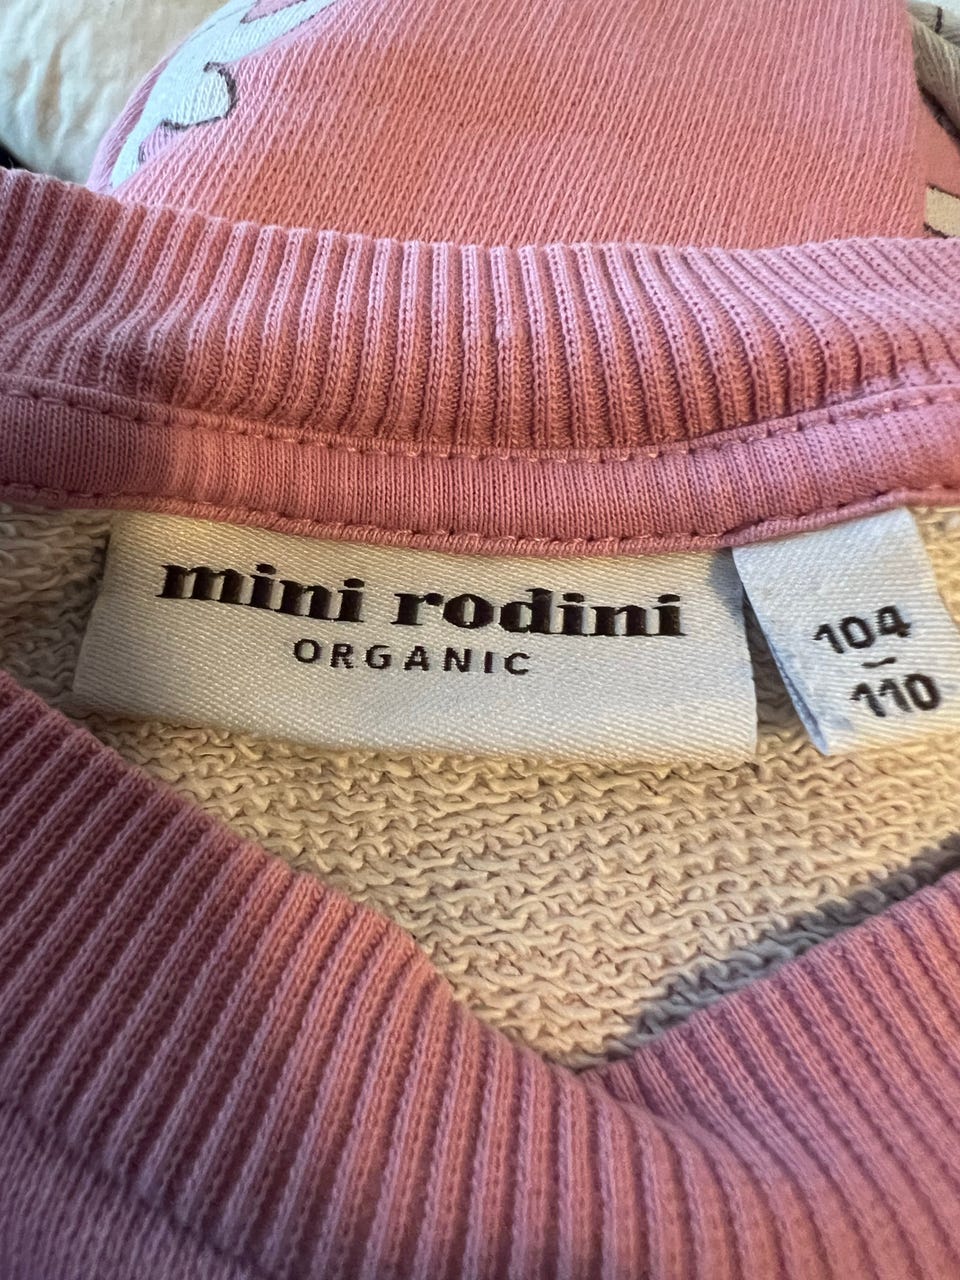 mini rodini
ORGANIC
104
–
110